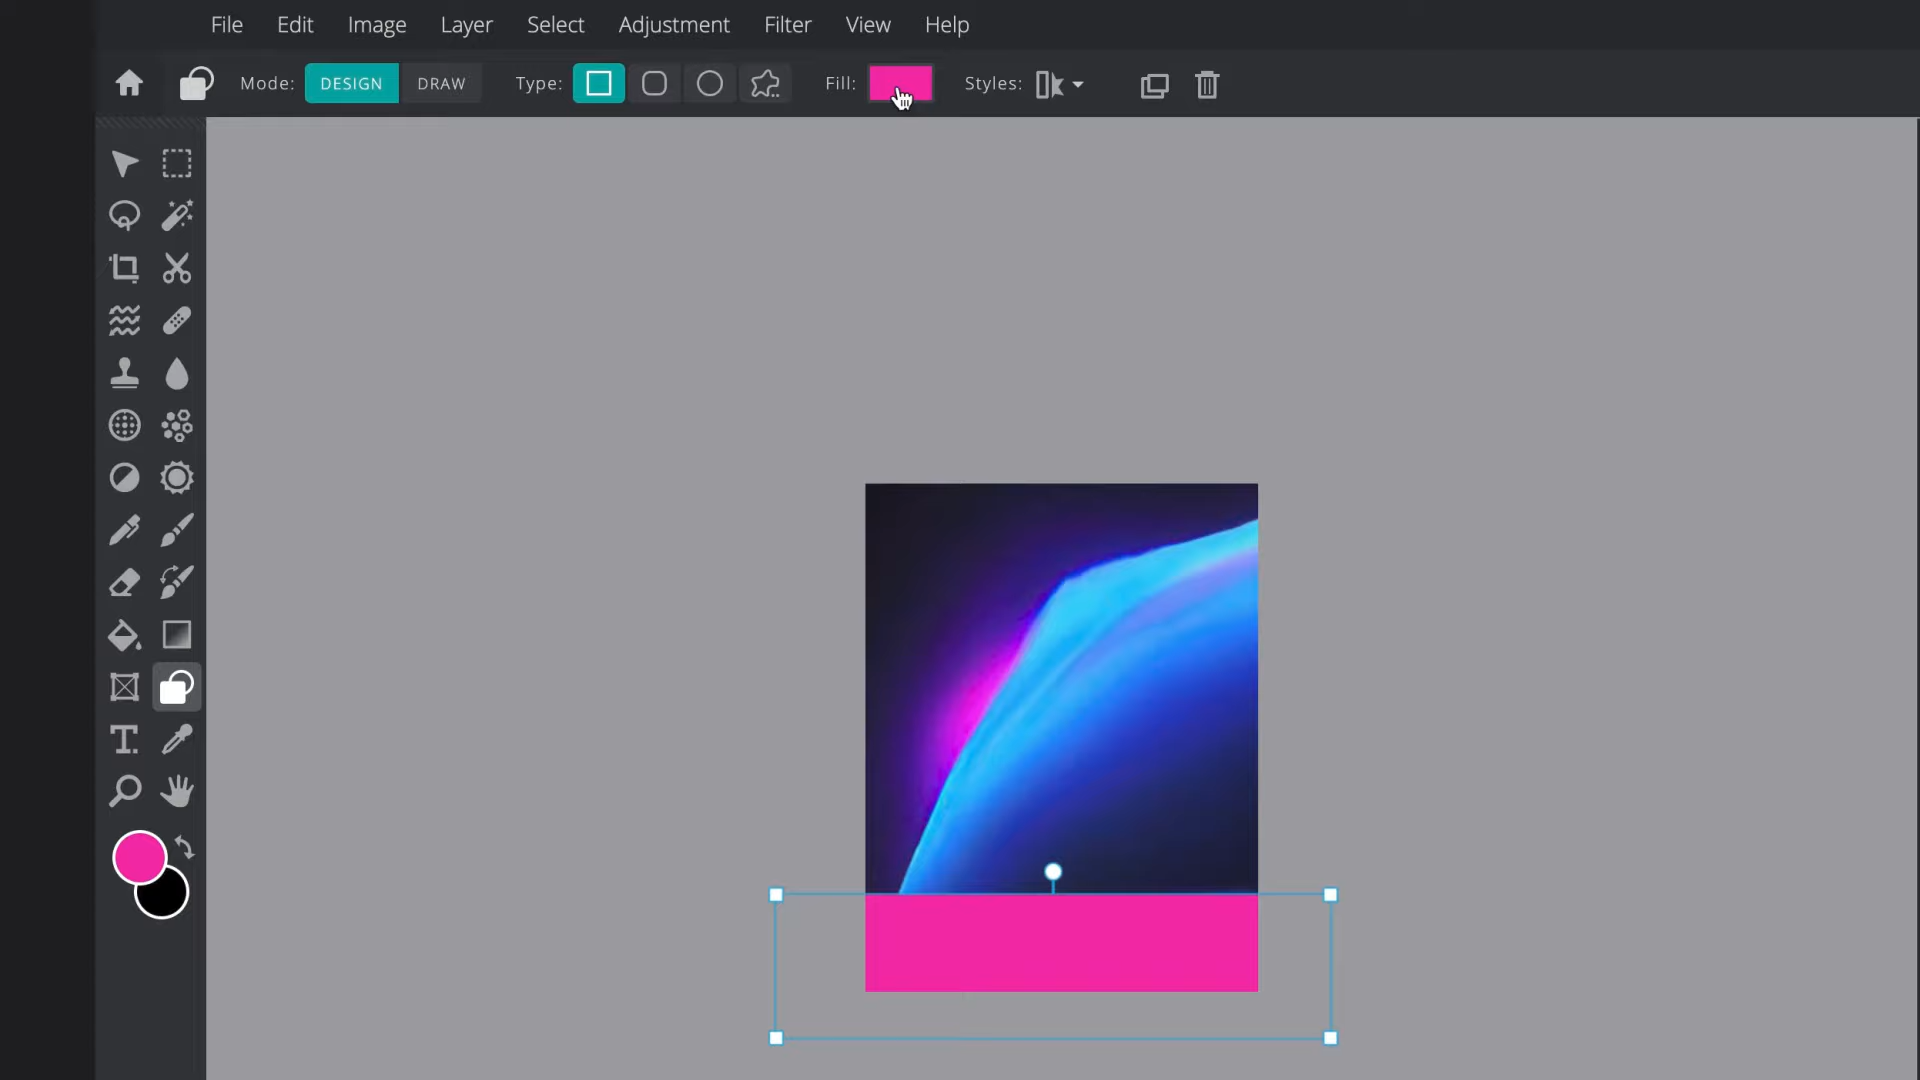 File Edit Image Layer Select Adjustment Filter View Help
Mode: DESIGN DRAW Type: Fill: Styles:
T.